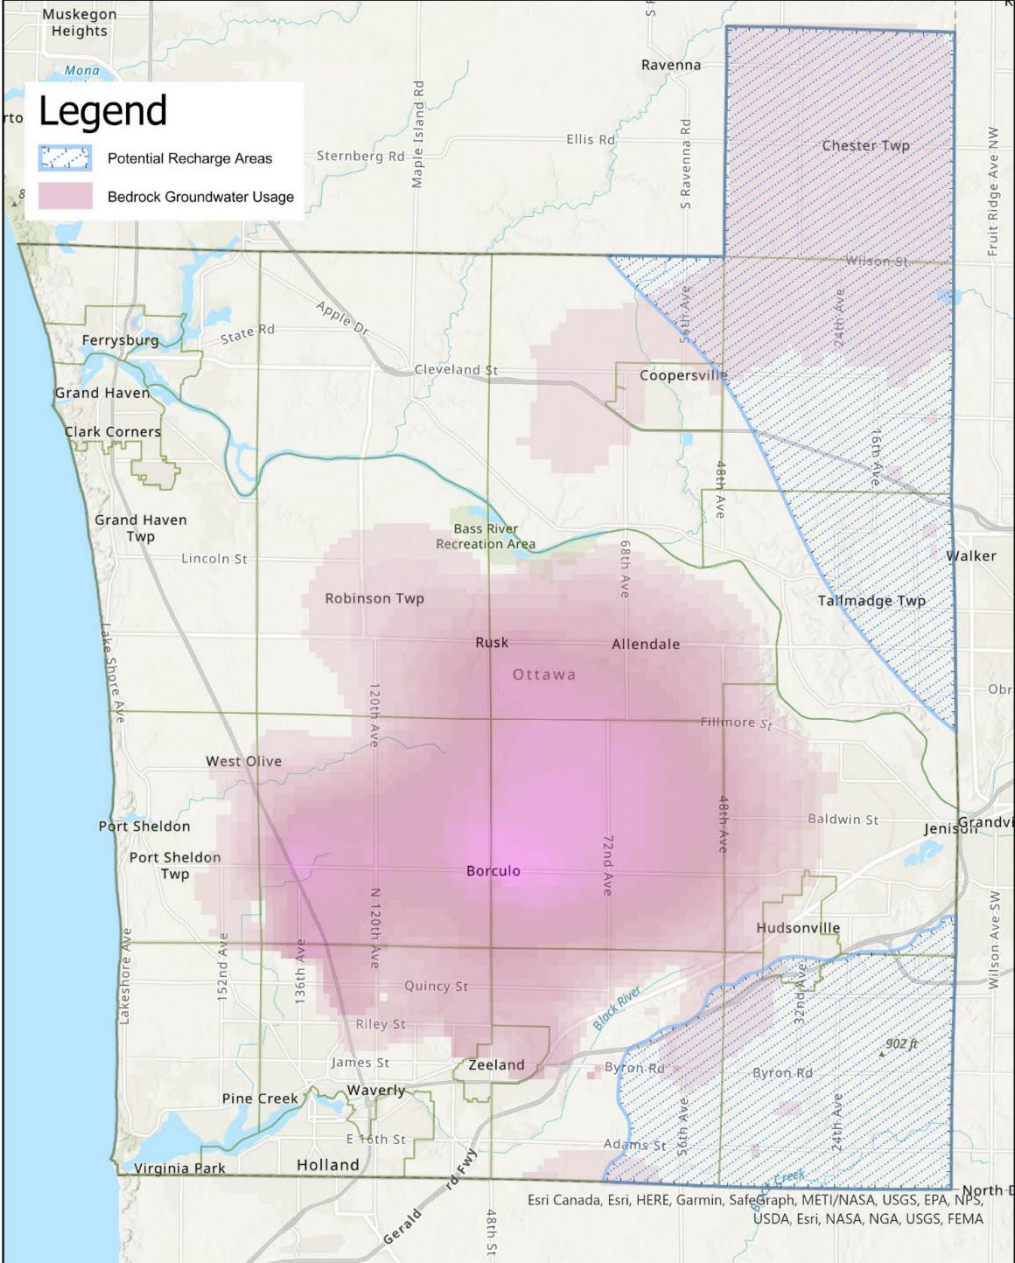 Muskegon
Heights
Mona
Ravenna
Legend
Potential Recharge Areas
Bedrock Groundwater Usage
Maple Island Rd
Sternberg Rd
Ellis Rd
S Ravenna Rd
Chester Twp
Fruit Ridge Ave NW
Wilson St
56th Ave
24th Ave
Apple Dr
State Rd
Ferrysburg
Cleveland St
Coopersville
Grand Haven
Clark Corners
16th Ave
48th Ave
Grand Haven
Twp
Bass River
Recreation Area
Lincoln St
68th Ave
Walker
Robinson Twp
Tallmadge Twp
Rusk
Allendale
Ottawa
Lake Shore Ave
120th Ave
Fillmore St
West Olive
Port Sheldon
Baldwin St
48th Ave
Jenison
Port Sheldon
Twp
72nd Ave
Borculo
N 120th Ave
Hudsonville
Wilson Ave SW
Lakeshore Ave
152nd Ave
136th Ave
Quincy St
Black River
32nd Ave
Riley St
902 ft
James St
Zeeland
Byron Rd
Byron Rd
Pine Creek
Waverly
56th Ave
24th Ave
E 16th St
Adams St
Virginia Park
Holland
rd Fwy
Gerald
48th St
Creek
North
Esri Canada, Esri, HERE, Garmin, SafeGraph, METI/NASA, USGS, EPA, NPS,
USDA, Esri, NASA, NGA, USGS, FEMA